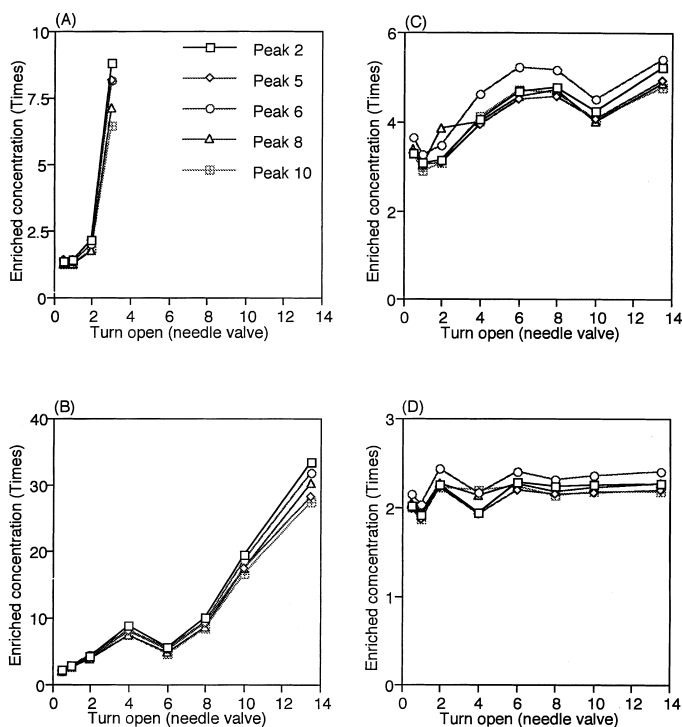 (A)
10
7.5
5
2.5
0
Enriched concentration (Times)
Peak 2
Peak 5
Peak 6
Peak 8
Peak 10
0 2 4 6 8 10 12 14
Turn open (needle valve)
(C)
6
4
2
0
Enriched concentration (Times)
0 2 4 6 8 10 12 14
Turn open (needle valve)
(B)
40
30
20
10
0
Enriched concentration (Times)
0 2 4 6 8 10 12 14
Turn open (needle valve)
(D)
3
2
1
0
Enriched comcentration (Times)
0 2 4 6 8 10 12 14
Turn open (needle valve)